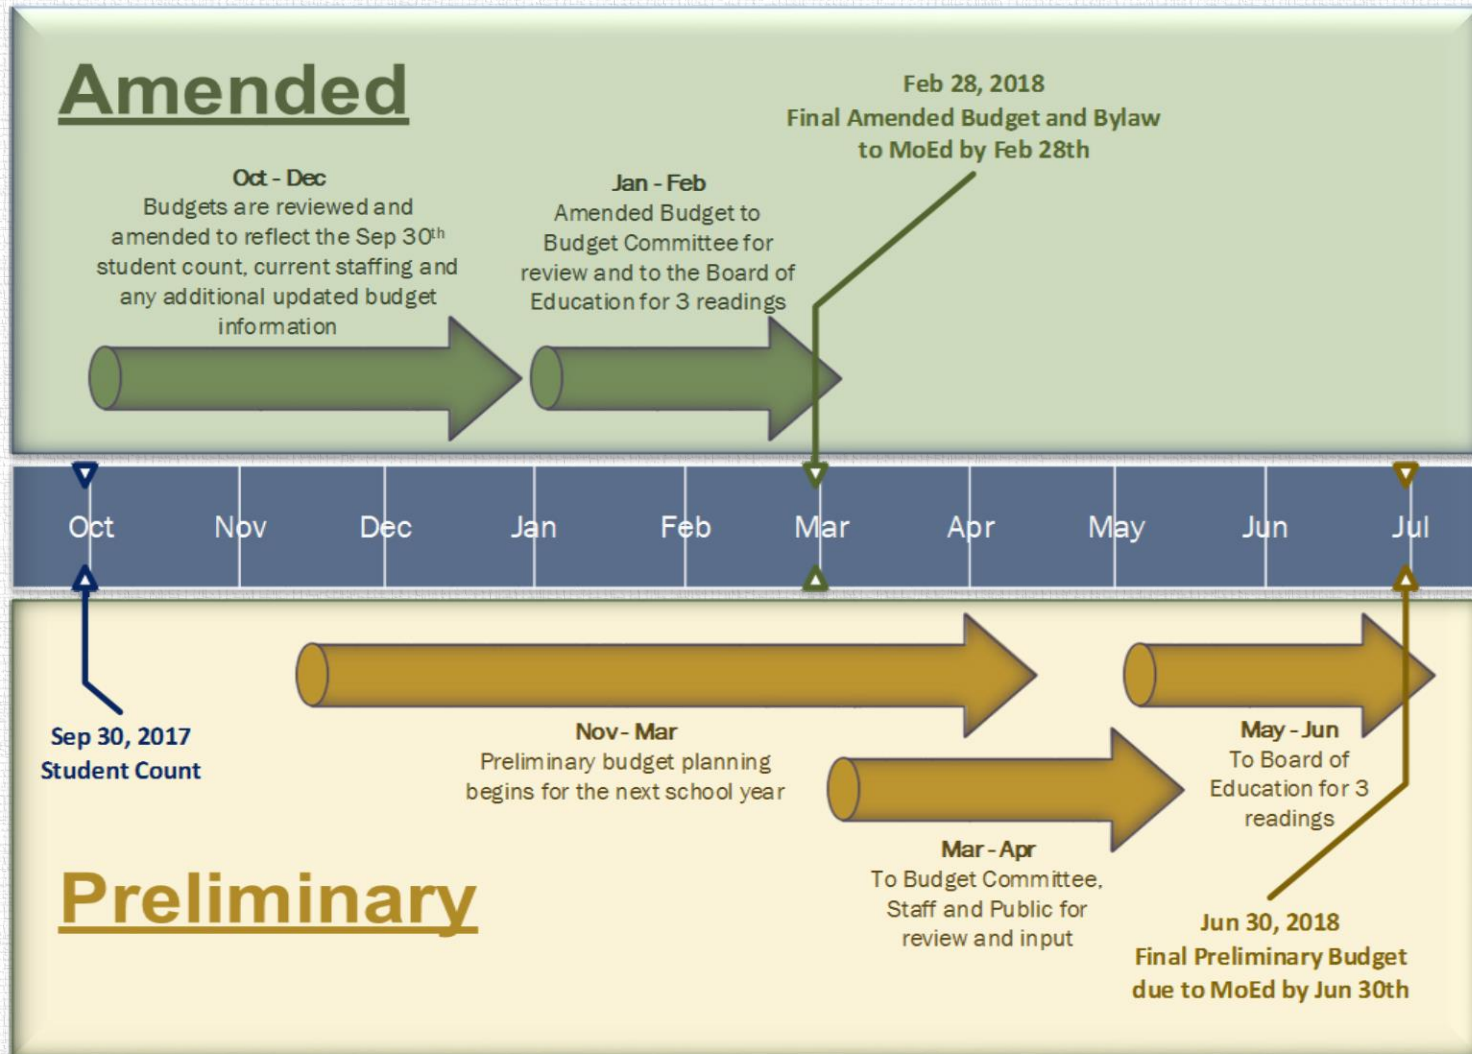 Amended
Oct - Dec
Budgets are reviewed and
amended to reflect the Sep 30th
student count, current staffing and
any additional updated budget
information
Jan - Feb
Amended Budget to
Budget Committee for
review and to the Board of
Education for 3 readings
Feb 28, 2018
Final Amended Budget and Bylaw
to MoEd by Feb 28th
Oct Nov Dec Jan Feb Mar Apr May Jun Jul
Sep 30, 2017
Student Count
Nov - Mar
Preliminary budget planning
begins for the next school year
Mar - Apr
To Budget Committee,
Staff and Public for
review and input
May - Jun
To Board of
Education for 3
readings
Jun 30, 2018
Final Preliminary Budget
due to MoEd by Jun 30th
Preliminary